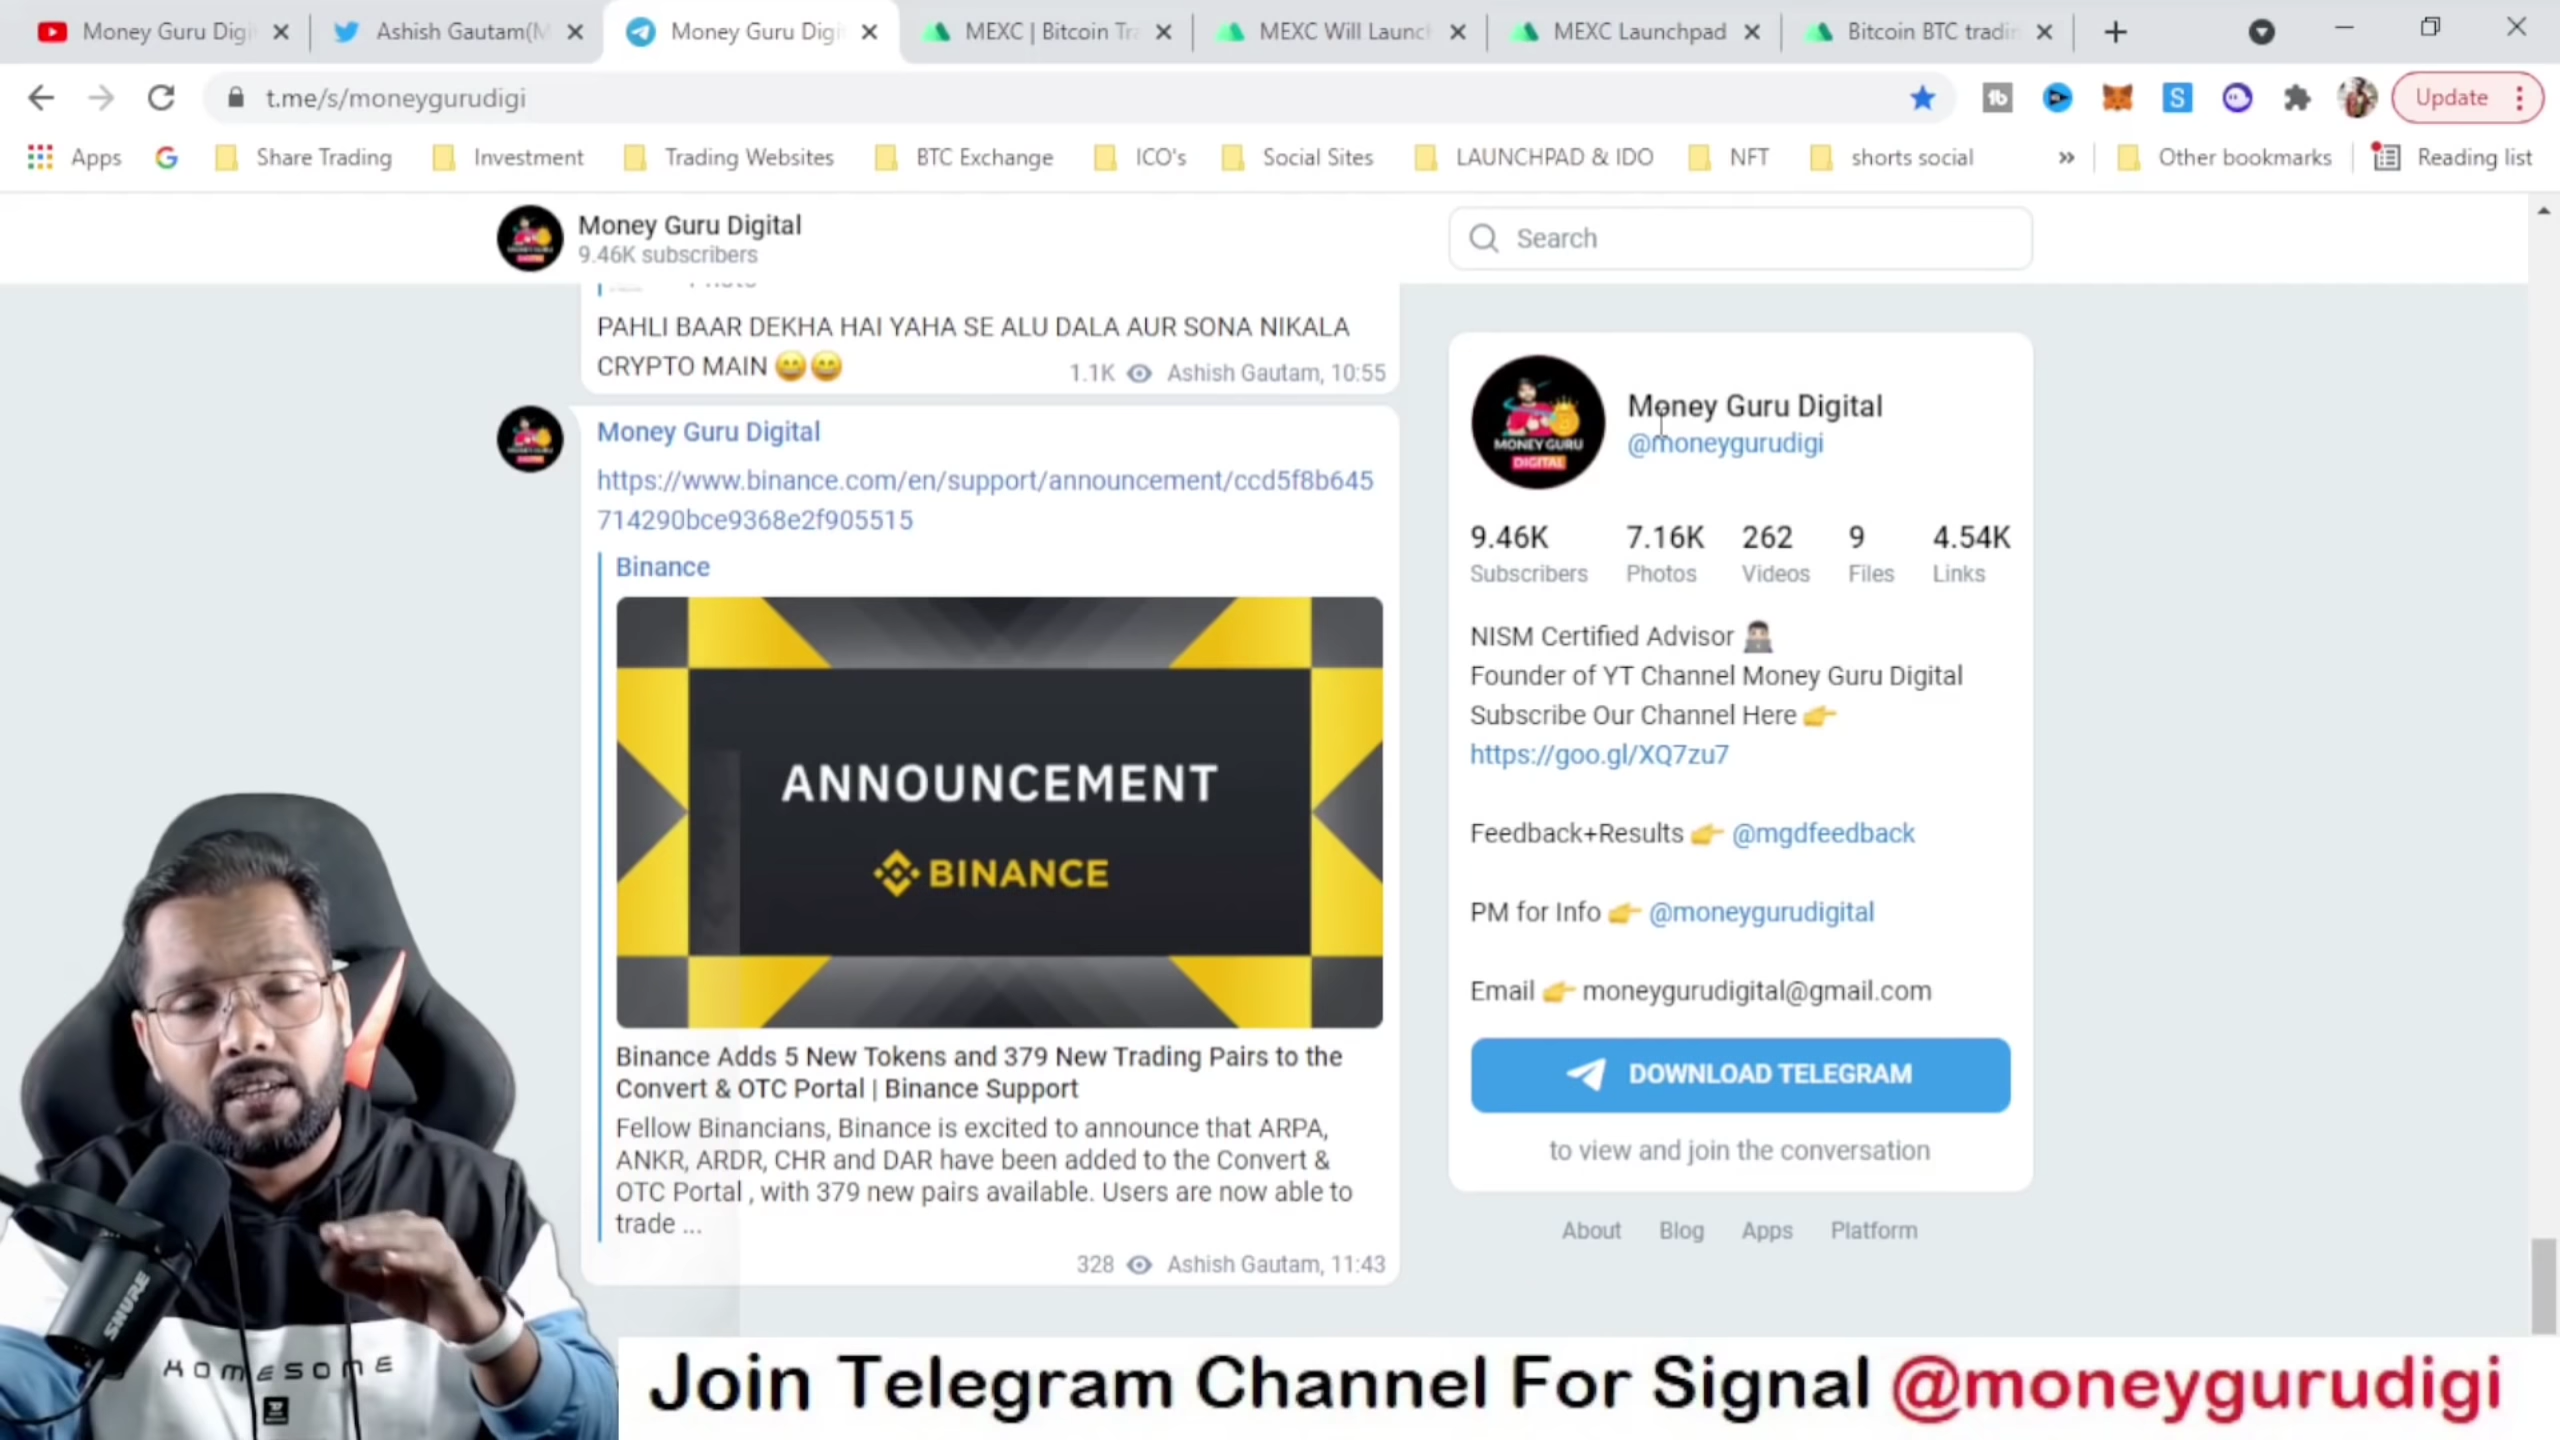 Money Guru Digi
Ashish Gautam(M
Money Guru Digi
MEXC | Bitcoin Tra
MEXC Will Launch
MEXC Launchpad
Bitcoin BTC tradin
t.me/s/moneygurudigi
Update
Apps
Share Trading
Investment
Trading Websites
BTC Exchange
ICO's
Social Sites
LAUNCHPAD & IDO
NFT
shorts social
Other bookmarks
Reading list
Money Guru Digital
9.46K subscribers
Search
PAHLI BAAR DEKHA HAI YAHA SE ALU DALA AUR SONA NIKALA
CRYPTO MAIN 😄😄
1.1K Ashish Gautam, 10:55
Money Guru Digital
https://www.binance.com/en/support/announcement/ccd5f8b645
714290bce9368e2f905515
Binance
ANNOUNCEMENT
BINANCE
Binance Adds 5 New Tokens and 379 New Trading Pairs to the
Convert & OTC Portal | Binance Support
Fellow Binancians, Binance is excited to announce that ARPA,
ANKR, ARDR, CHR and DAR have been added to the Convert &
OTC Portal , with 379 new pairs available. Users are now able to
trade ...
328 Ashish Gautam, 11:43
MONEY GURU
DIGITAL
Money Guru Digital
@moneygurudigi
9.46K 7.16K 262 9 4.54K
Subscribers Photos Videos Files Links
NISM Certified Advisor 👨🏻‍💻
Founder of YT Channel Money Guru Digital
Subscribe Our Channel Here 👉
https://goo.gl/XQ7zu7
Feedback+Results 👉 @mgdfeedback
PM for Info 👉 @moneygurudigital
Email 👉 moneygurudigital@gmail.com
DOWNLOAD TELEGRAM
to view and join the conversation
About Blog Apps Platform
SHURE
HOMESOME
Join Telegram Channel For Signal @moneygurudigi